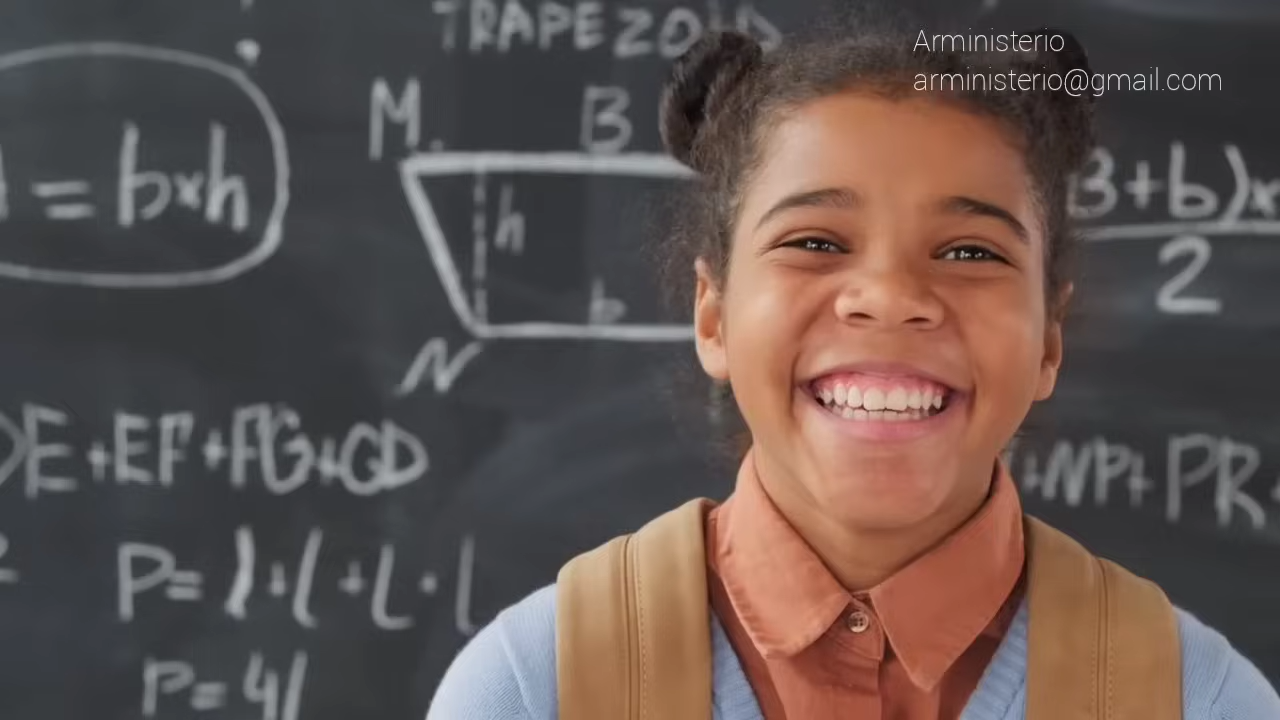 Arministerio
arministerio@gmail.com
TRAPEZOID
M
B
= b×h
h
B+b)×
2
b
N
DE+EF+FG+GD
+NP+PR
P= l+l+l+l
P=4l